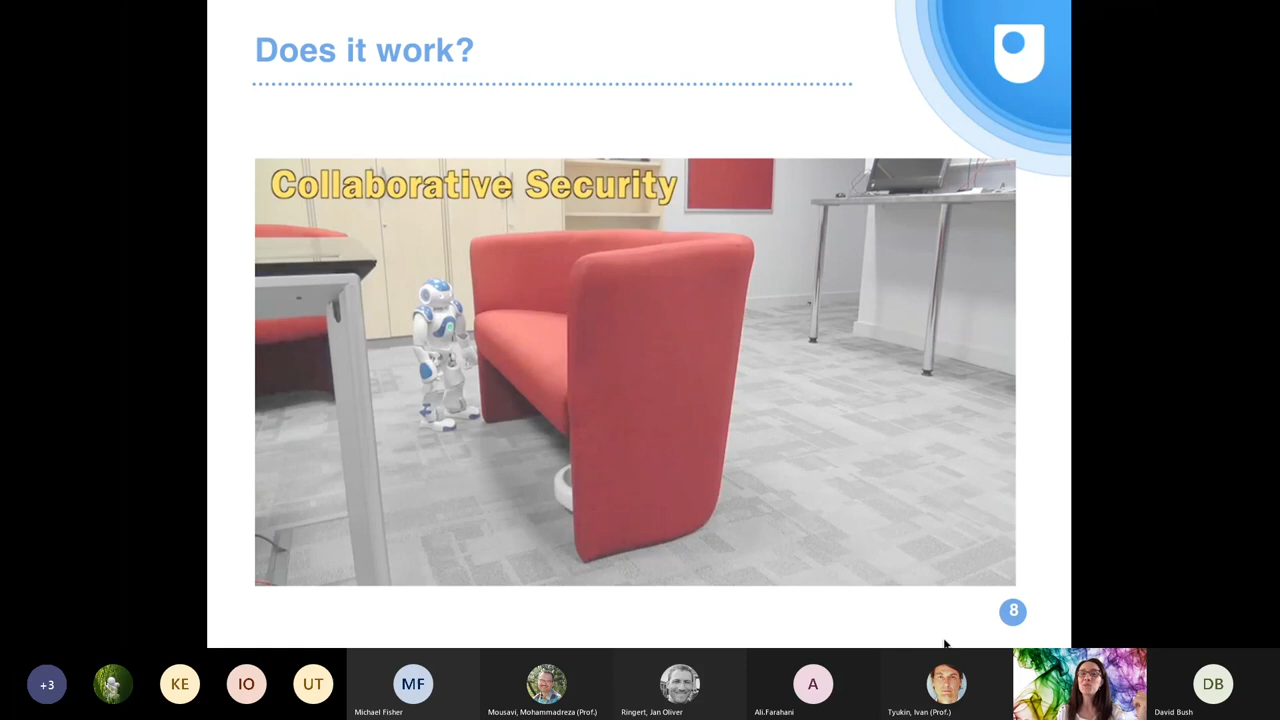 Does it work?
Collaborative Security
8
+3
KE
IO
UT
MF
A
DB
Michael Fisher
Mousavi, Mohammadreza (Prof.)
Ringert, Jan Oliver
Ali.Farahani
Tyukin, Ivan (Prof.)
David Bush